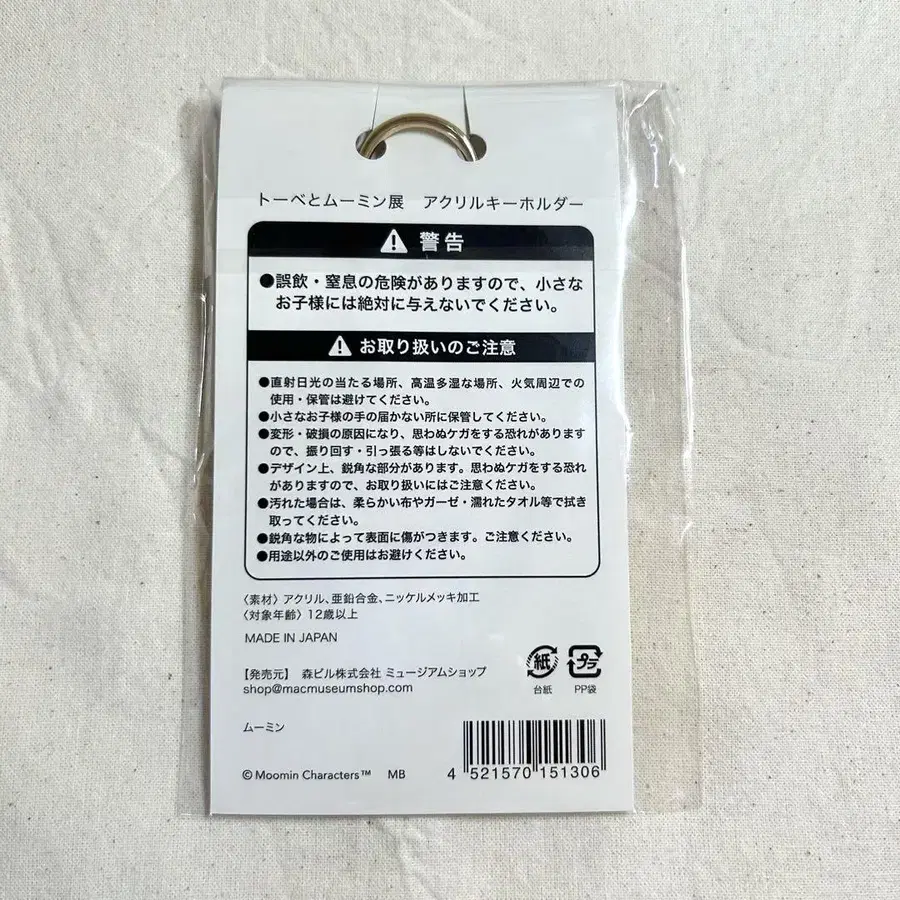 トーベとムーミン展　アクリルキーホルダー
警告
●誤飲・窒息の危険がありますので、小さな
お子様には絶対に与えないでください。
お取り扱いのご注意
●直射日光の当たる場所、高温多湿な場所、火気周辺での
使用・保管は避けてください。
●小さなお子様の手の届かない所に保管してください。
●変形・破損の原因になり、思わぬケガをする恐れがあります
ので、振り回す・引っ張る等はしないでください。
●デザイン上、鋭角な部分があります。思わぬケガをする恐れ
がありますので、お取り扱いにはご注意ください。
●汚れた場合は、柔らかい布やガーゼ・濡れたタオル等で拭き
取ってください。
●鋭角な物によって表面に傷がつきます。ご注意ください。
●用途以外のご使用はお避けください。
〈素材〉アクリル、亜鉛合金、ニッケルメッキ加工
〈対象年齢〉12歳以上
MADE IN JAPAN
【発売元】 森ビル株式会社 ミュージアムショップ
shop@macmuseumshop.com
紙 プラ
台紙 PP袋
ムーミン
© Moomin Characters™ MB
4 521570 151306